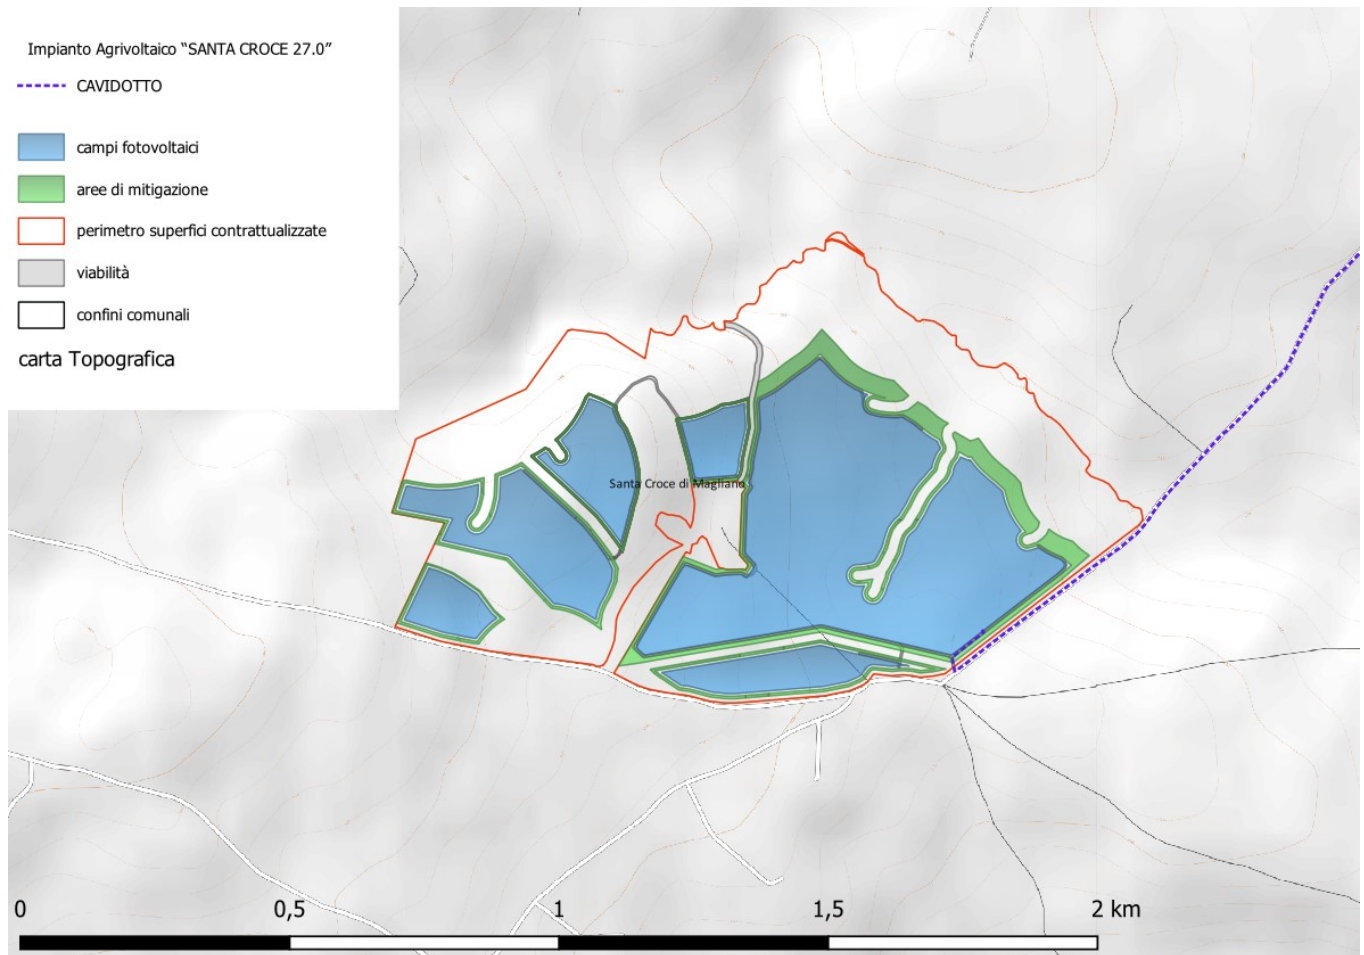 Impianto Agrivoltaico “SANTA CROCE 27.0”
CAVIDOTTO
campi fotovoltaici
aree di mitigazione
perimetro superfici contrattualizzate
viabilità
confini comunali
carta Topografica
Santa Croce di Magliano
0 0,5 1 1,5 2 km